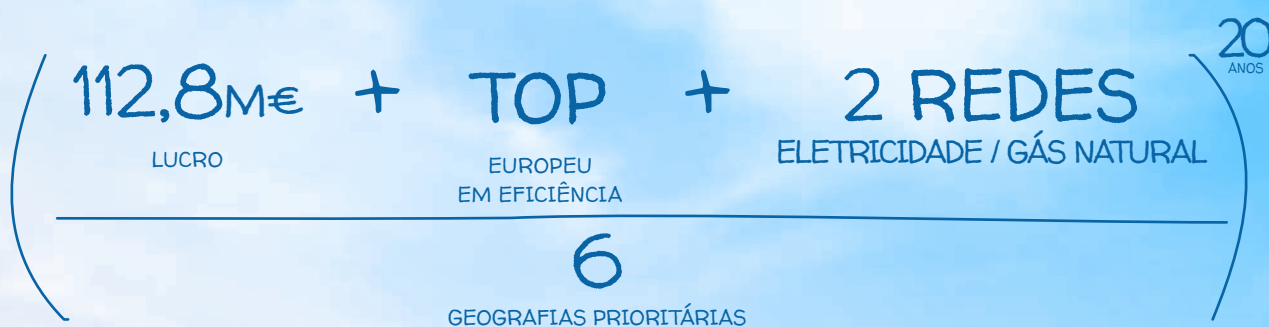 20
ANOS
112,8M€ + TOP + 2 REDES
LUCRO
EUROPEU
EM EFICIÊNCIA
ELETRICIDADE / GÁS NATURAL
6
GEOGRAFIAS PRIORITÁRIAS